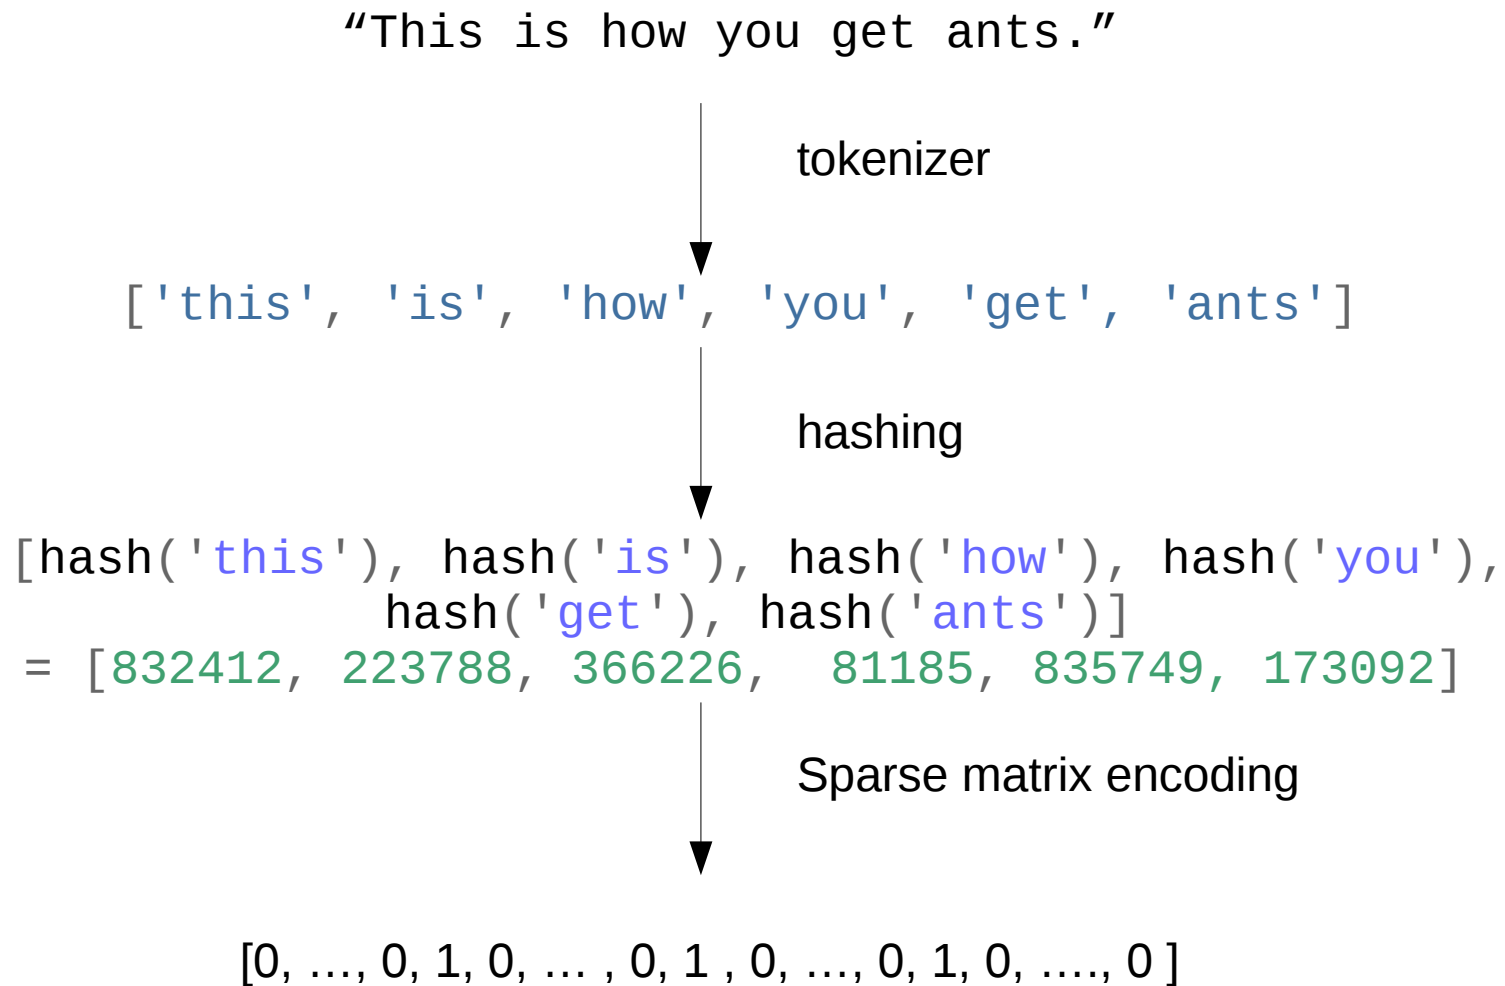 “This is how you get ants.”
tokenizer
['this', 'is', 'how', 'you', 'get', 'ants']
hashing
[hash('this'), hash('is'), hash('how'), hash('you'),
hash('get'), hash('ants')]
= [832412, 223788, 366226, 81185, 835749, 173092]
Sparse matrix encoding
[0, …, 0, 1, 0, … , 0, 1 , 0, …, 0, 1, 0, …., 0 ]